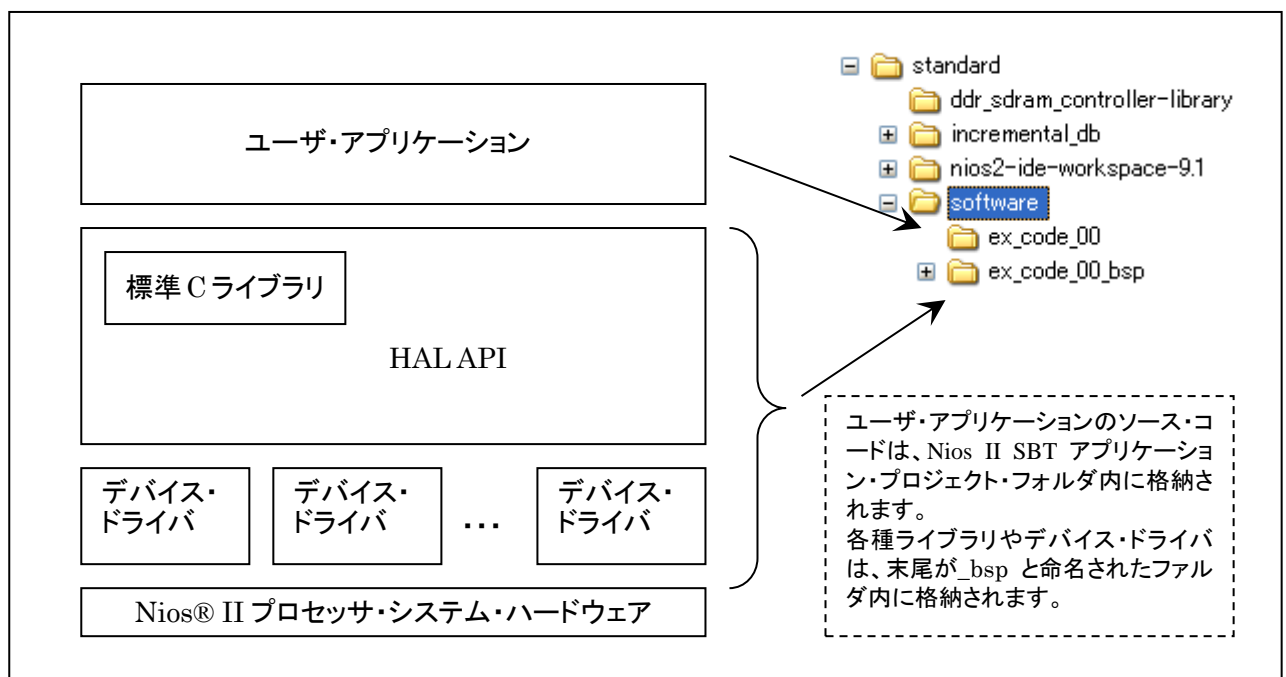 ユーザ・アプリケーション
標準 C ライブラリ
HAL API
デバイス・
ドライバ
デバイス・
ドライバ
...
デバイス・
ドライバ
Nios® II プロセッサ・システム・ハードウェア
standard
ddr_sdram_controller-library
incremental_db
nios2-ide-workspace-9.1
software
ex_code_00
ex_code_00_bsp
ユーザ・アプリケーションのソース・コ
ードは、Nios II SBT アプリケーショ
ン・プロジェクト・フォルダ内に格納さ
れます。
各種ライブラリやデバイス・ドライバ
は、末尾が_bsp と命名されたファル
ダ内に格納されます。